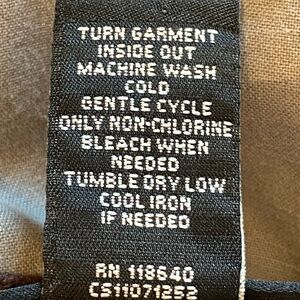 TURN GARMENT
INSIDE OUT
MACHINE WASH
COLD
GENTLE CYCLE
ONLY NON-CHLORINE
BLEACH WHEN
NEEDED
TUMBLE DRY LOW
COOL IRON
IF NEEDED
RN 118640
CS11071252